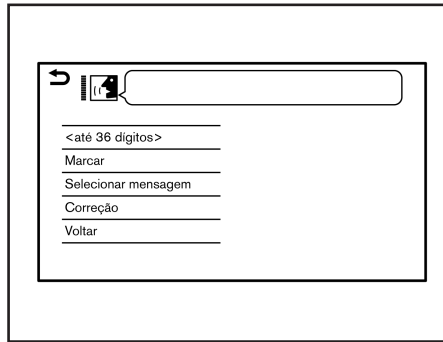 <até 36 dígitos>
Marcar
Selecionar mensagem
Correção
Voltar